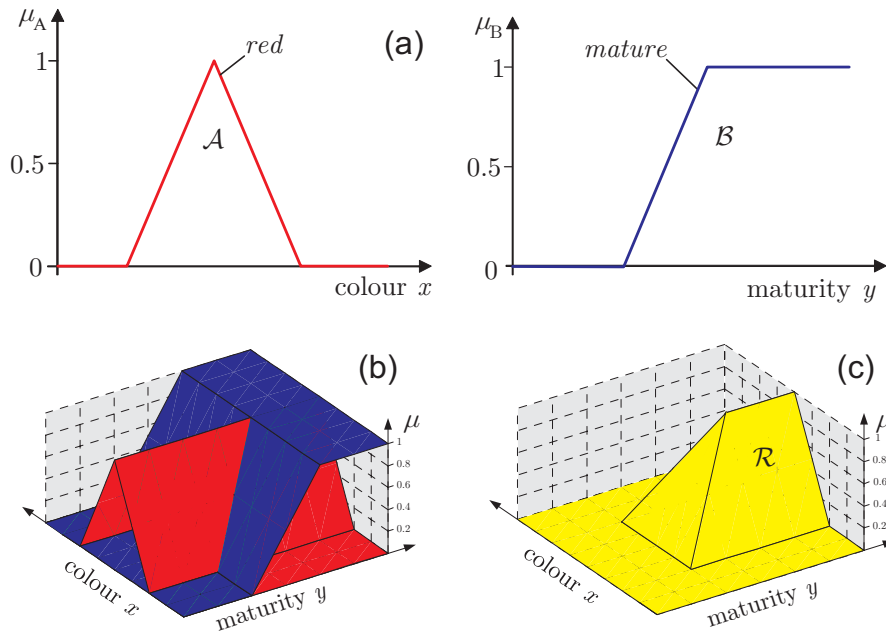 μA
(a)
red
1
A
0.5
0
colour x
μB
mature
1
B
0.5
0
maturity y
(b)
μ
1
0.8
0.6
0.4
0.2
colour x
maturity y
(c)
μ
1
0.8
0.6
0.4
0.2
R
colour x
maturity y